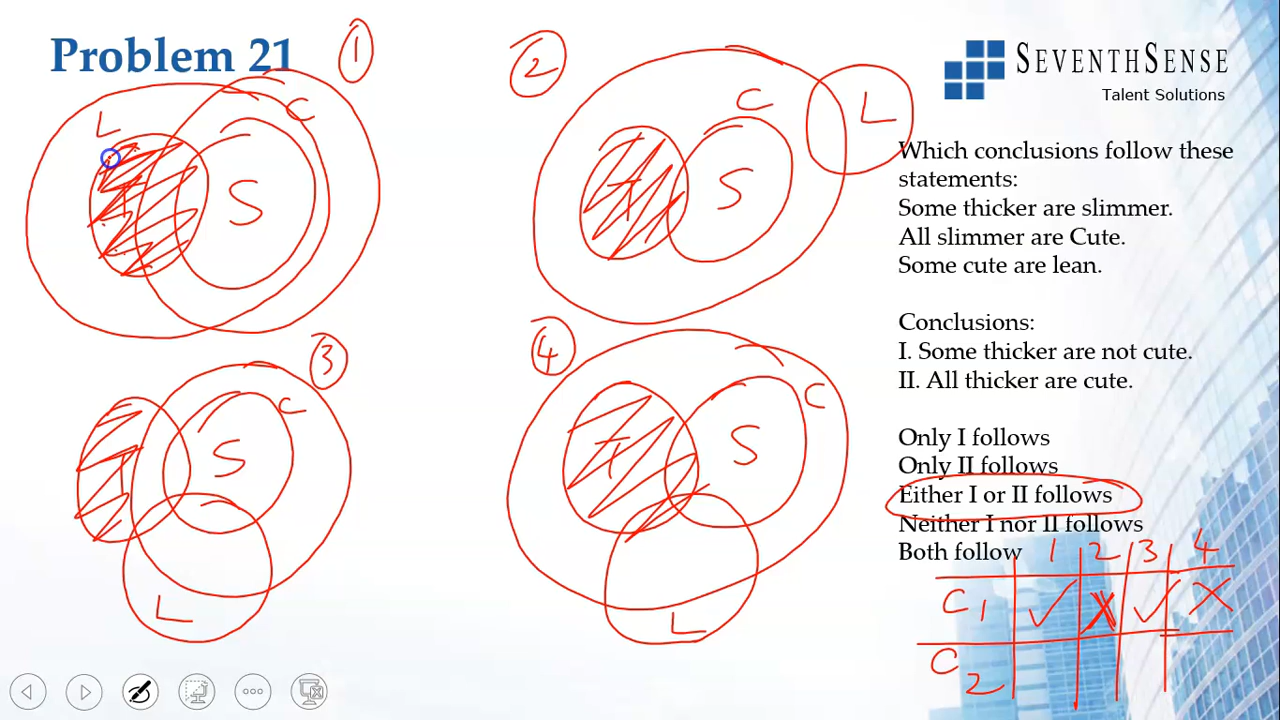 Problem 21
SEVENTHSENSE
Talent Solutions
Which conclusions follow these
statements:
Some thicker are slimmer.
All slimmer are Cute.
Some cute are lean.
Conclusions:
I. Some thicker are not cute.
II. All thicker are cute.
Only I follows
Only II follows
Either I or II follows
Neither I nor II follows
Both follow
1
L
C
T
S
2
C
L
T
S
3
C
T
S
L
4
C
T
S
L
1 2 3 4
C1 ✓ X ✓ X
C2